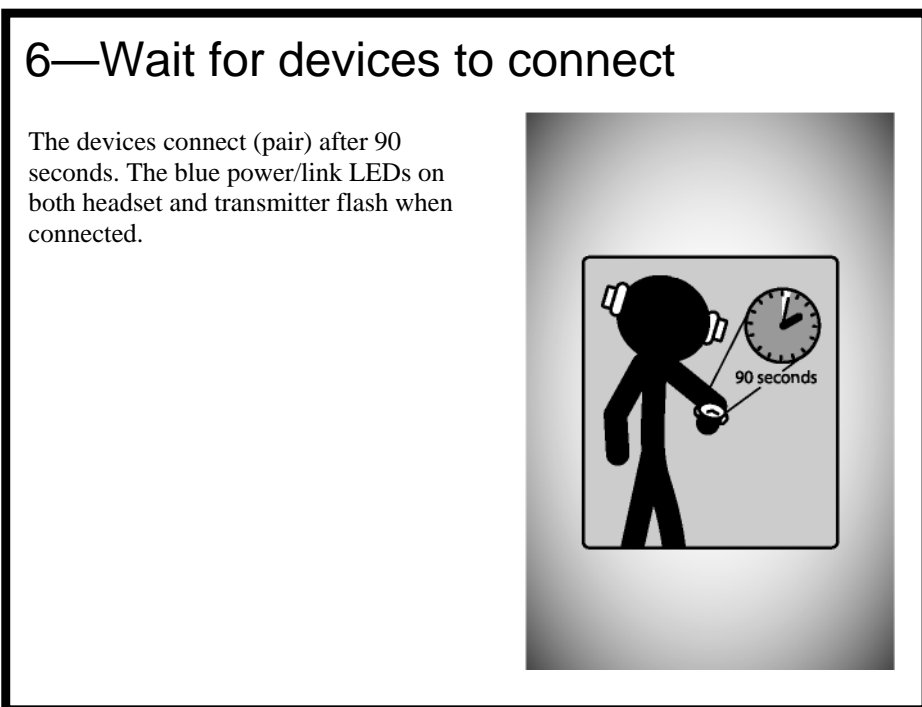 6—Wait for devices to connect
The devices connect (pair) after 90
seconds. The blue power/link LEDs on
both headset and transmitter flash when
connected.
90 seconds